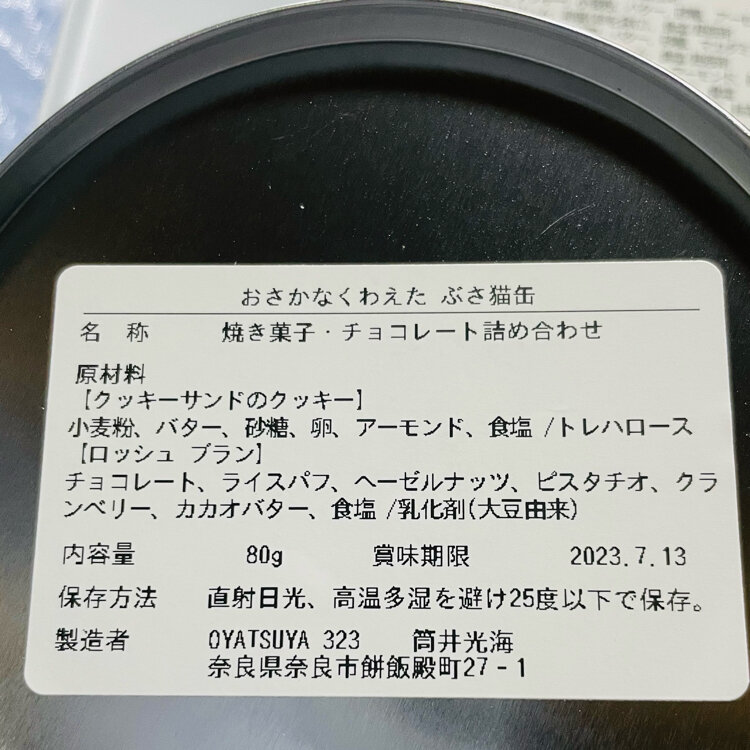 おさかなくわえた ぶさ猫缶
名 称 焼き菓子・チョコレート詰め合わせ
原材料
【クッキーサンドのクッキー】
小麦粉、バター、砂糖、卵、アーモンド、食塩 /トレハロース
【ロッシュ ブラン】
チョコレート、ライスパフ、ヘーゼルナッツ、ピスタチオ、クラ
ンベリー、カカオバター、食塩 /乳化剤(大豆由来)
内容量 80g 賞味期限 2023.7.13
保存方法 直射日光、高温多湿を避け25度以下で保存。
製造者 OYATSUYA 323 筒井光海
奈良県奈良市餅飯殿町27-1